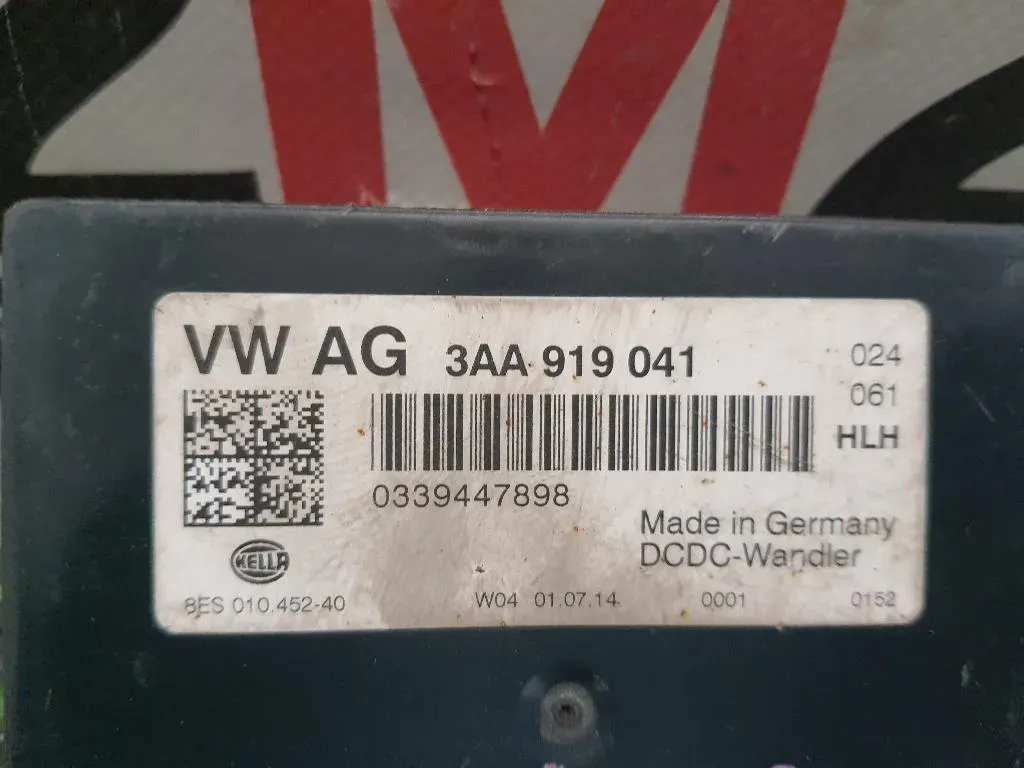 2M2
VW AG 3AA 919 041 024
061
HLH
0339447898
Made in Germany
DCDC-Wandler
HELLA
8ES 010.452-40 W04 01.07.14 0001 0152